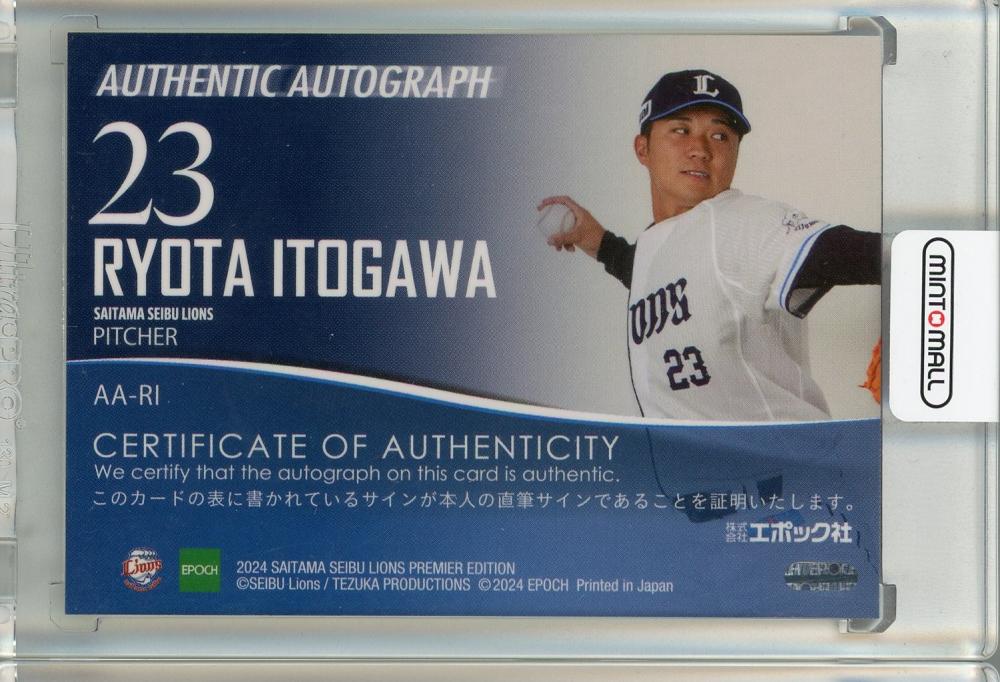 AUTHENTIC AUTOGRAPH
23
RYOTA ITOGAWA
SAITAMA SEIBU LIONS
PITCHER
AA-RI
CERTIFICATE OF AUTHENTICITY
We certify that the autograph on this card is authentic.
このカードの表に書かれているサインが本人の直筆サインであることを証明いたします。
株式会社 エポック社
Lions
EPOCH
2024 SAITAMA SEIBU LIONS PREMIER EDITION
©SEIBU Lions / TEZUKA PRODUCTIONS ©2024 EPOCH Printed in Japan
L
ions
23
MINTOMALL